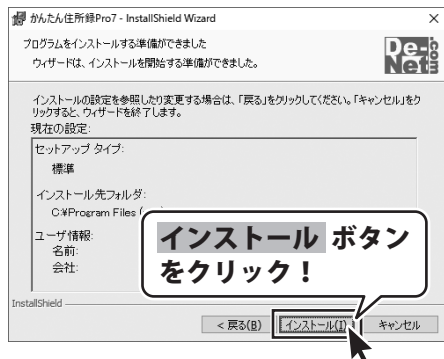 かんたん住所録Pro7 - InstallShield Wizard
プログラムをインストールする準備ができました
ウィザードは、インストールを開始する準備ができました。
De-Net.com
インストールの設定を参照したり変更する場合は、「戻る」をクリックしてください。「キャンセル」をク
リックすると、ウィザードを終了します。
現在の設定:
セットアップ タイプ:
標準
インストール先フォルダ:
C:¥Program Files
ユーザ情報:
名前:
会社:
インストール ボタン
をクリック！
InstallShield
< 戻る(B)
インストール(I)
キャンセル